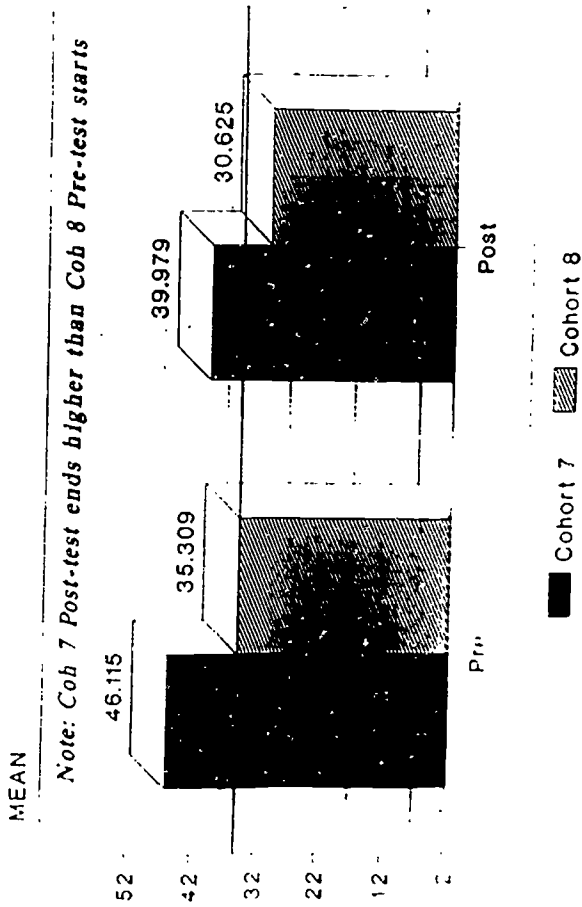 MEAN
Note: Coh 7 Post-test ends higher than Coh 8 Pre-test starts
52
42
32
22
12
2
46.115
35.309
39.979
30.625
Post
Cohort 7
Cohort 8